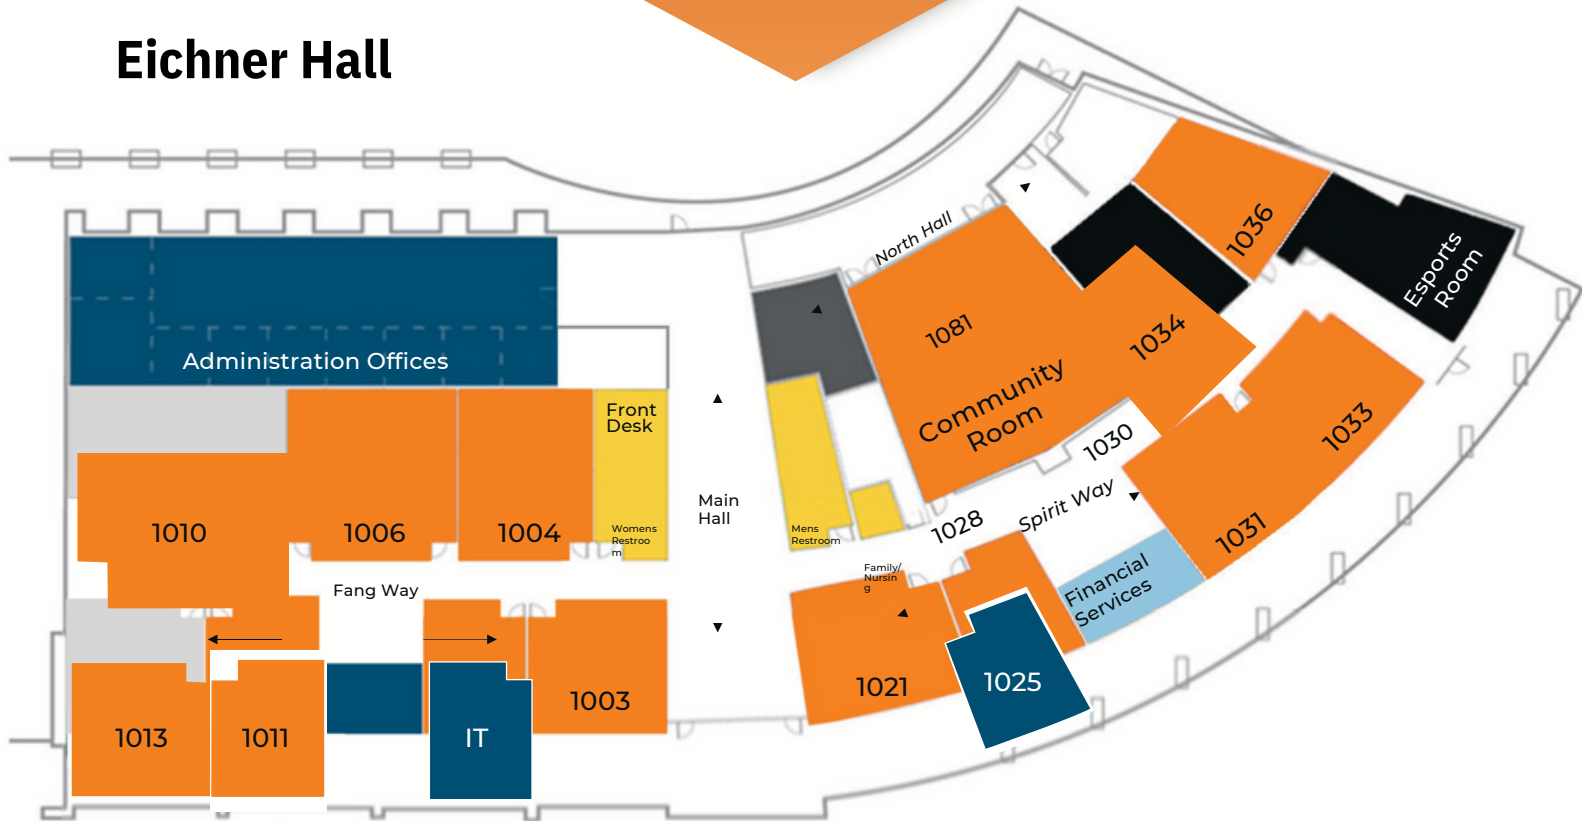 Eichner Hall
North Hall
1036
Esports
Room
1081
1034
Administration Offices
Community
Room
Front
Desk
1030
1033
Main
Hall
Spirit Way
1010
1006
1004
Womens
Restroo
m
Mens
Restroom
1028
1031
Family/
Nursin
g
Financial
Services
Fang Way
1021
1025
1003
1013
1011
IT